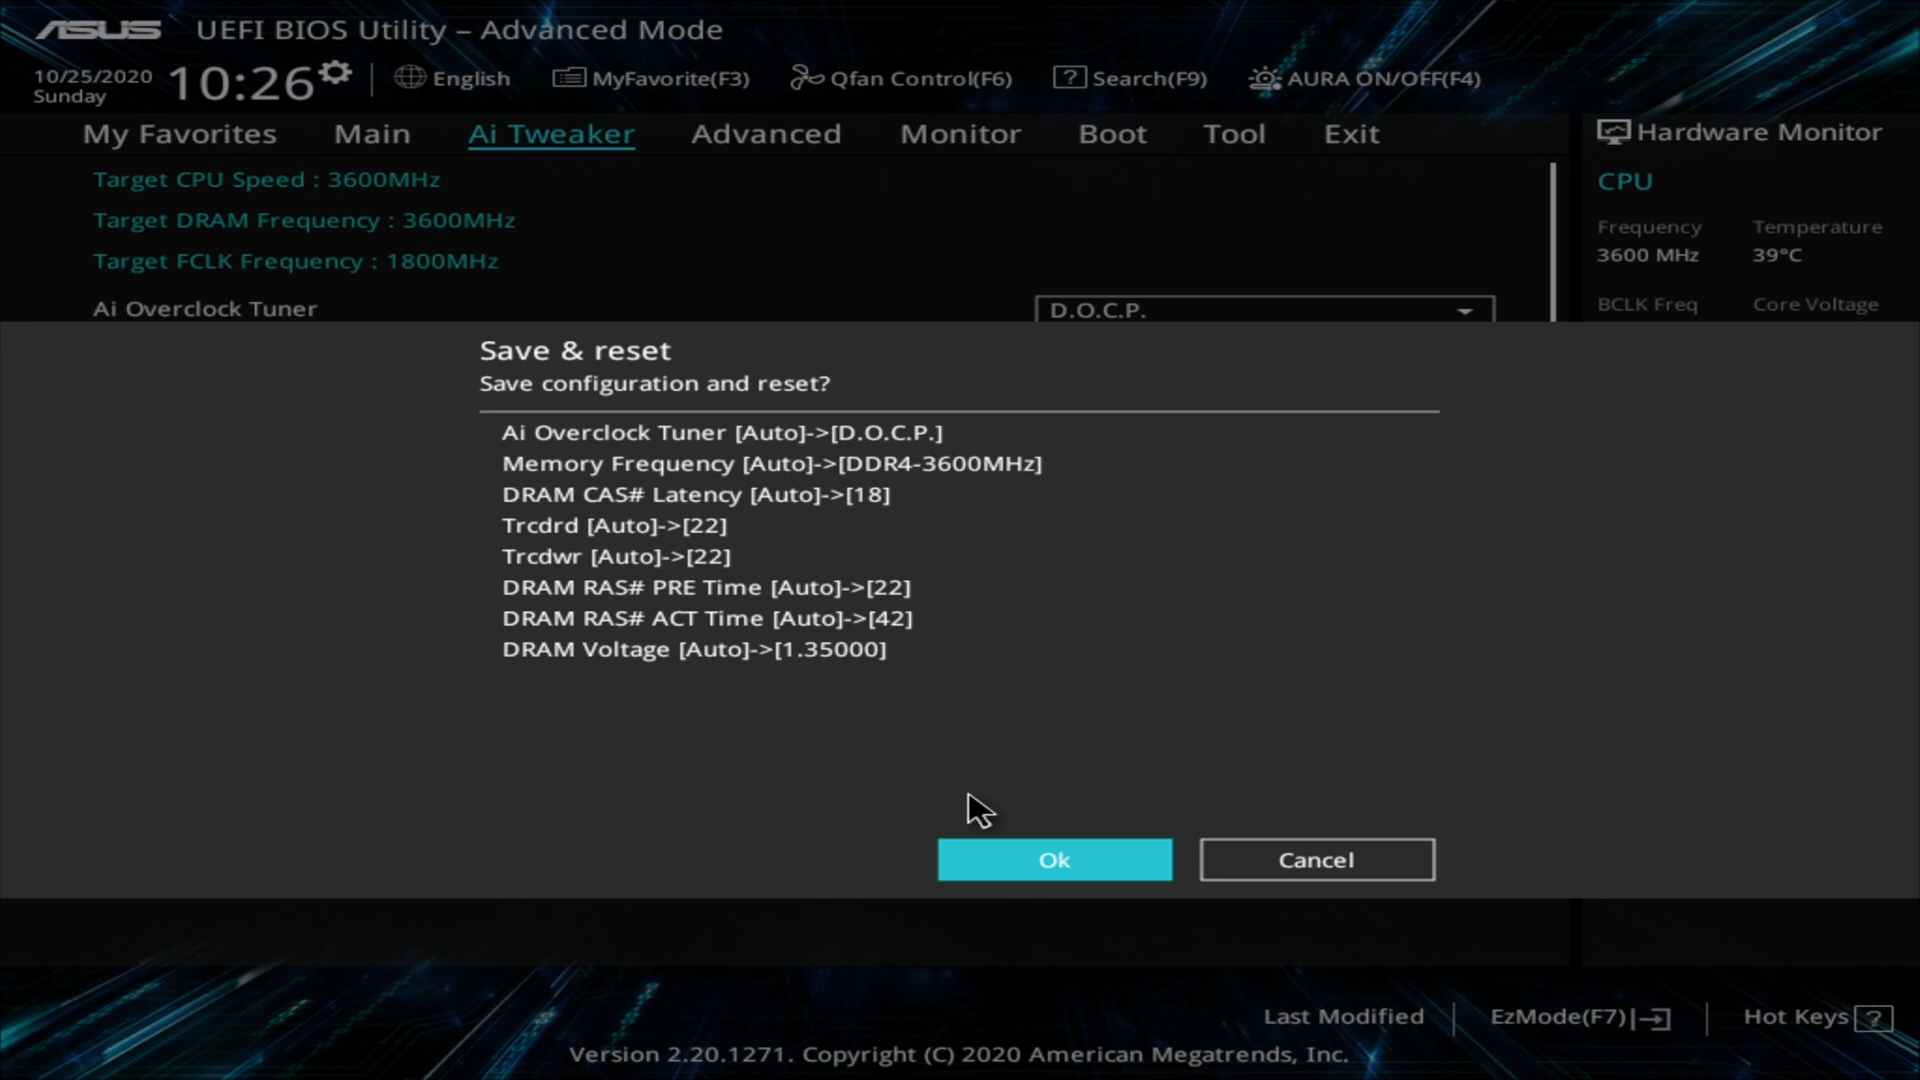 ASUS UEFI BIOS Utility – Advanced Mode
10/25/2020
Sunday
10:26
English
MyFavorite(F3)
Qfan Control(F6)
? Search(F9)
AURA ON/OFF(F4)
My Favorites Main Ai Tweaker Advanced Monitor Boot Tool Exit
Hardware Monitor
Target CPU Speed : 3600MHz
Target DRAM Frequency : 3600MHz
Target FCLK Frequency : 1800MHz
Ai Overclock Tuner D.O.C.P.
CPU
Frequency Temperature
3600 MHz 39°C
BCLK Freq Core Voltage
Save & reset
Save configuration and reset?
Ai Overclock Tuner [Auto]->[D.O.C.P.]
Memory Frequency [Auto]->[DDR4-3600MHz]
DRAM CAS# Latency [Auto]->[18]
Trcdrd [Auto]->[22]
Trcdwr [Auto]->[22]
DRAM RAS# PRE Time [Auto]->[22]
DRAM RAS# ACT Time [Auto]->[42]
DRAM Voltage [Auto]->[1.35000]
Ok Cancel
Last Modified EzMode(F7) Hot Keys ?
Version 2.20.1271. Copyright (C) 2020 American Megatrends, Inc.